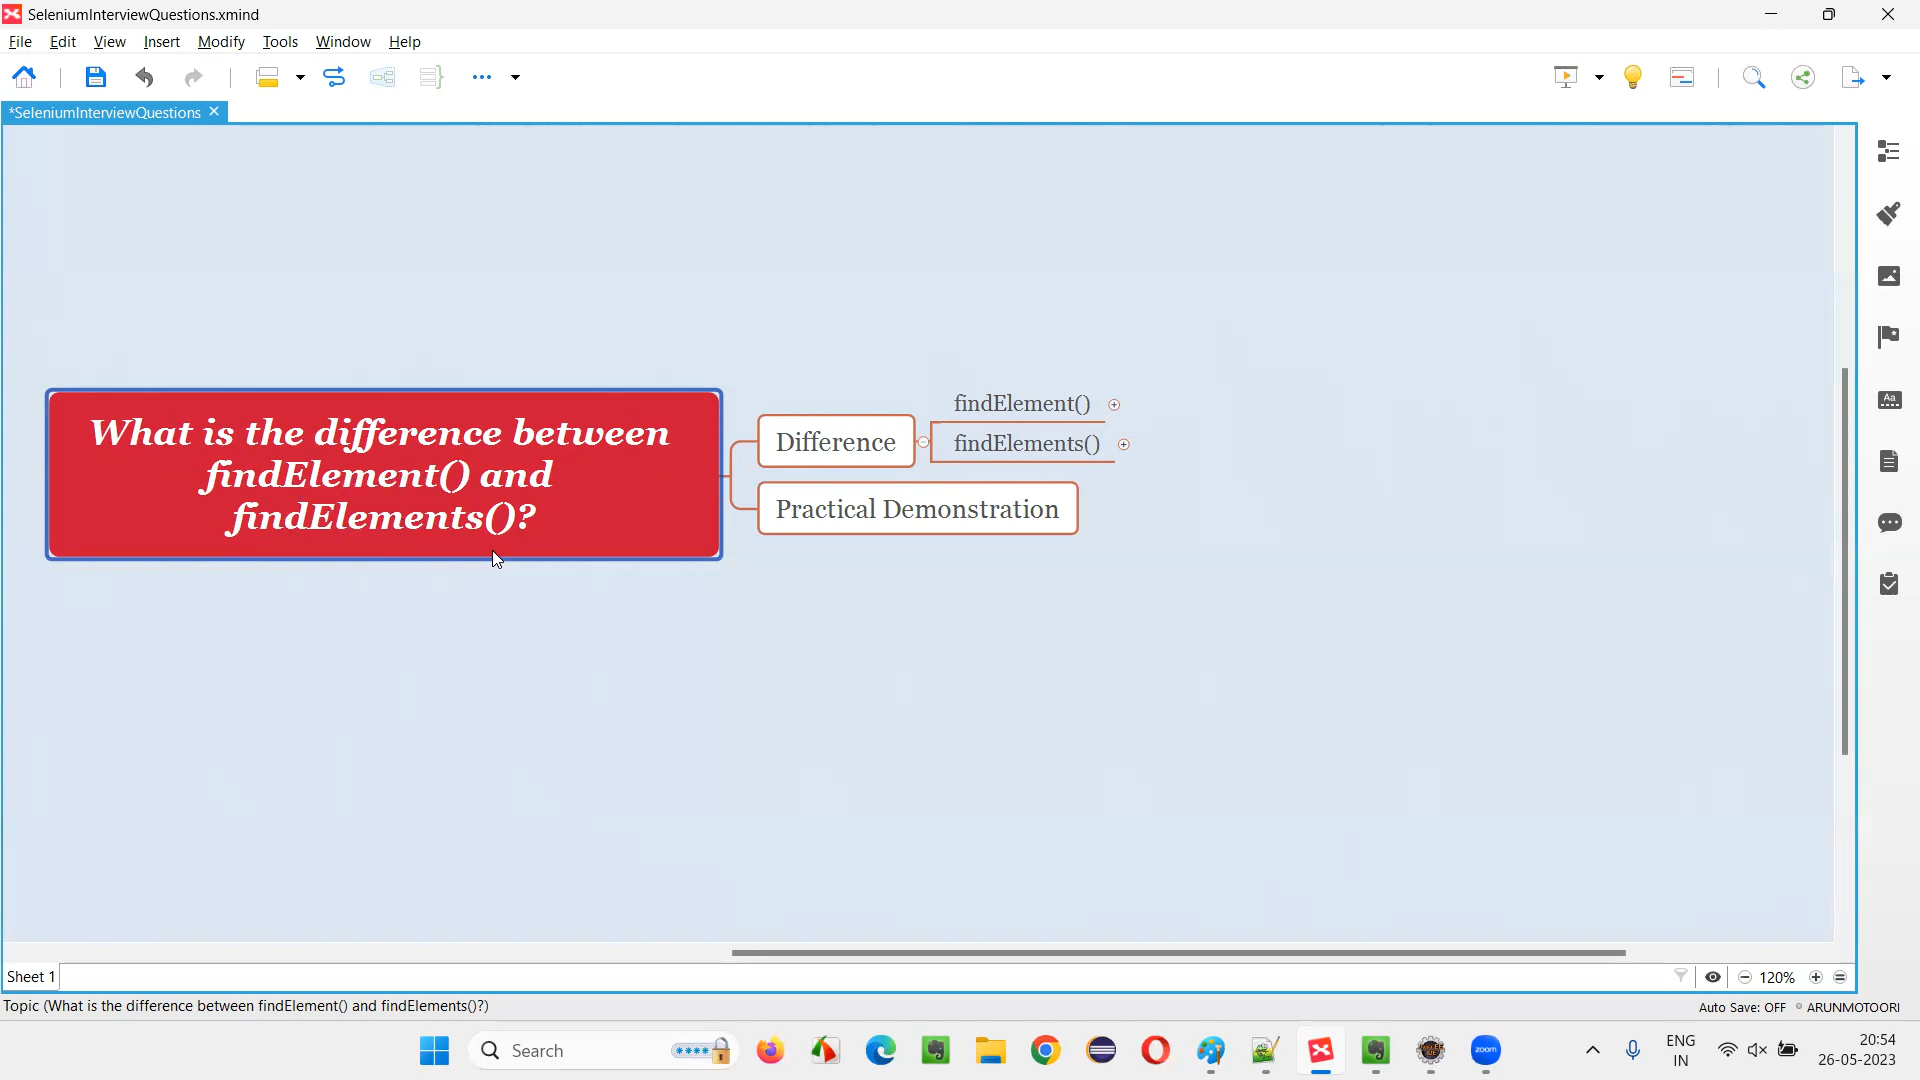 SeleniumInterviewQuestions.xmind
File Edit View Insert Modify Tools Window Help
*SeleniumInterviewQuestions
What is the difference between
findElement() and
findElements()?
Difference
findElement()
findElements()
Practical Demonstration
Aa
Sheet 1
120%
Topic (What is the difference between findElement() and findElements()?)
Auto Save: OFF ARUNMOTOORI
Search
****
zoom
ENG
IN
20:54
26-05-2023